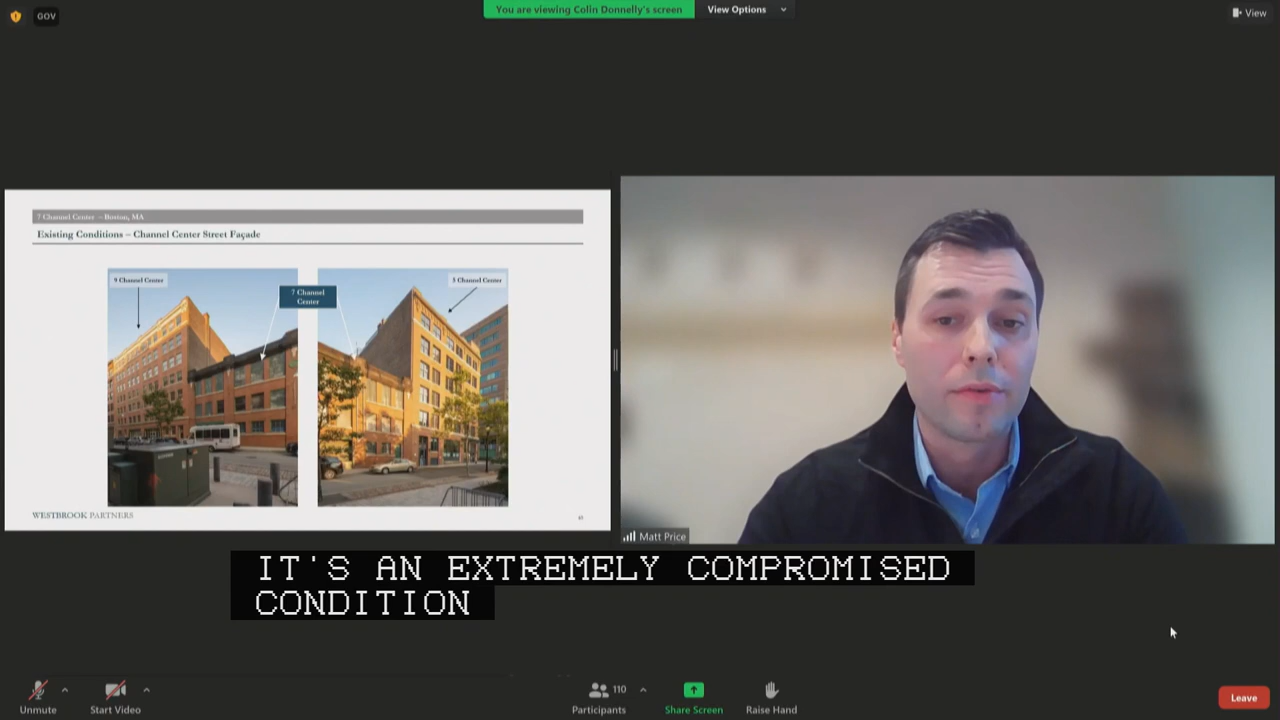 GOV
You are viewing Colin Donnelly's screen
View Options
View
7 Channel Center – Boston, MA
Existing Conditions – Channel Center Street Façade
9 Channel Center
7 Channel
Center
5 Channel Center
WESTBROOK PARTNERS
Matt Price
IT'S AN EXTREMELY COMPROMISED
CONDITION
Unmute
Start Video
110
Participants
Share Screen
Raise Hand
Leave